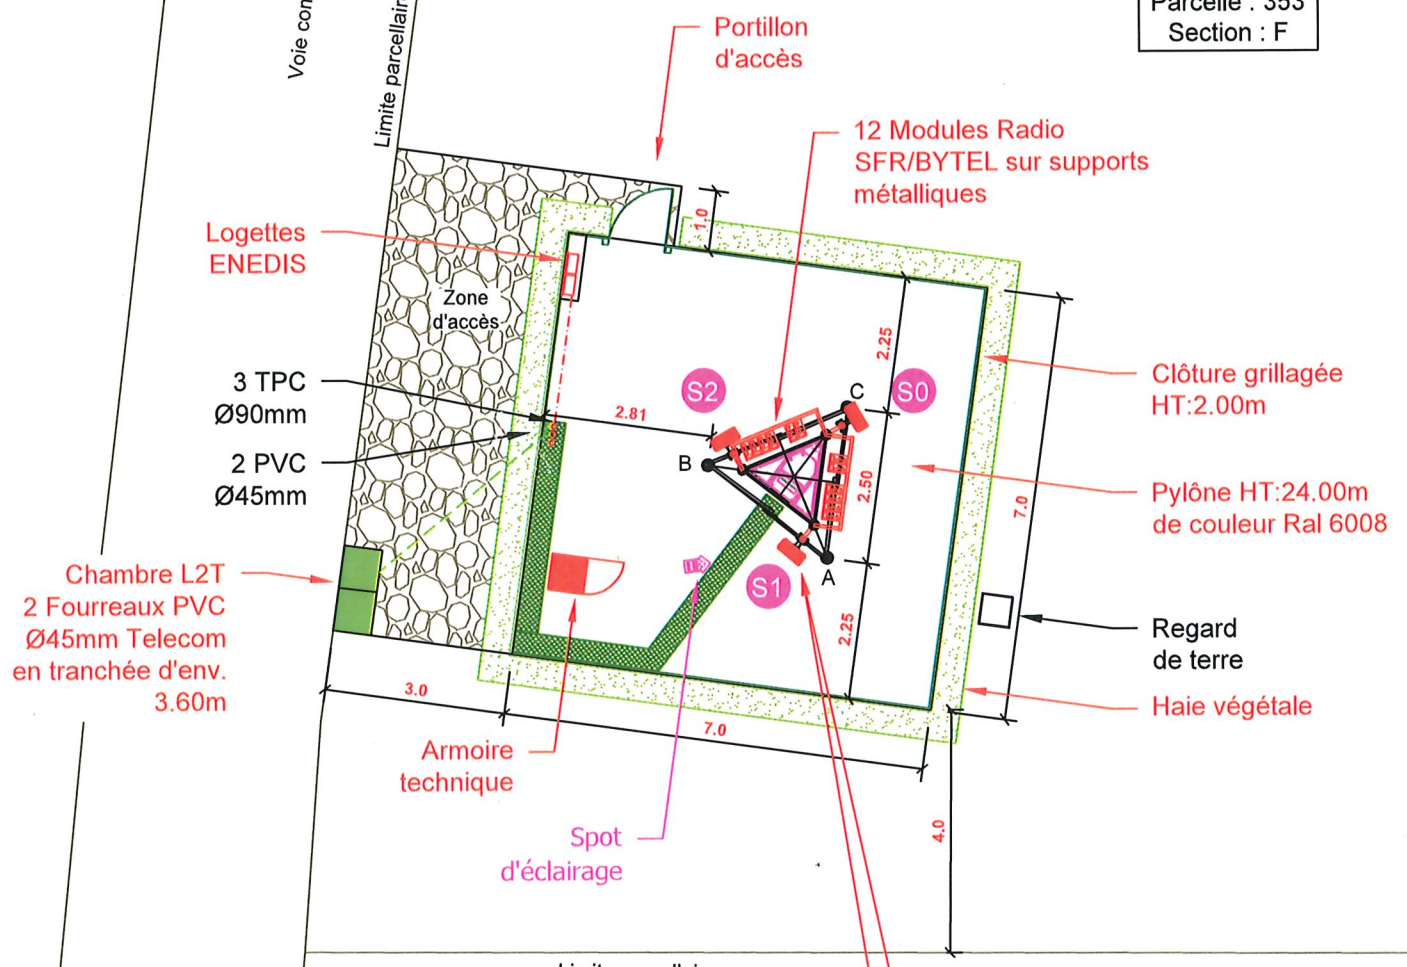 Parcelle : 353
Section : F
Voie
Limite
Portillon
d'accès
12 Modules Radio
SFR/BYTEL sur supports
métalliques
1.0
Logettes
ENEDIS
Zone
d'accès
2.25
3 TPC
Ø90mm
2.81
S2
C
S0
Clôture grillagée
HT:2.00m
2 PVC
Ø45mm
B
2.50
Pylône HT:24.00m
de couleur Ral 6008
7.0
Chambre L2T
2 Fourreaux PVC
Ø45mm Telecom
en tranchée d'env.
3.60m
S1
A
2.25
Regard
de terre
Haie végétale
3.0
7.0
Armoire
technique
4.0
Spot
d'éclairage